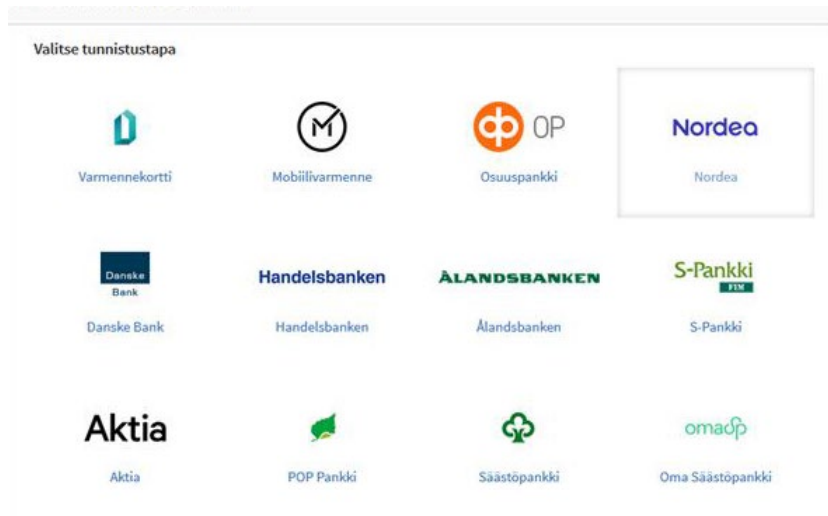 Valitse tunnistustapa
M
OP
Nordea
Varmennekortti
Mobiilivarmenne
Osuuspankki
Nordea
Danske
Bank
Handelsbanken
ÅLANDSBANKEN
S-Pankki
FIM
Danske Bank
Handelsbanken
Ålandsbanken
S-Pankki
Aktia
omasp
Aktia
POP Pankki
Säästöpankki
Oma Säästöpankki